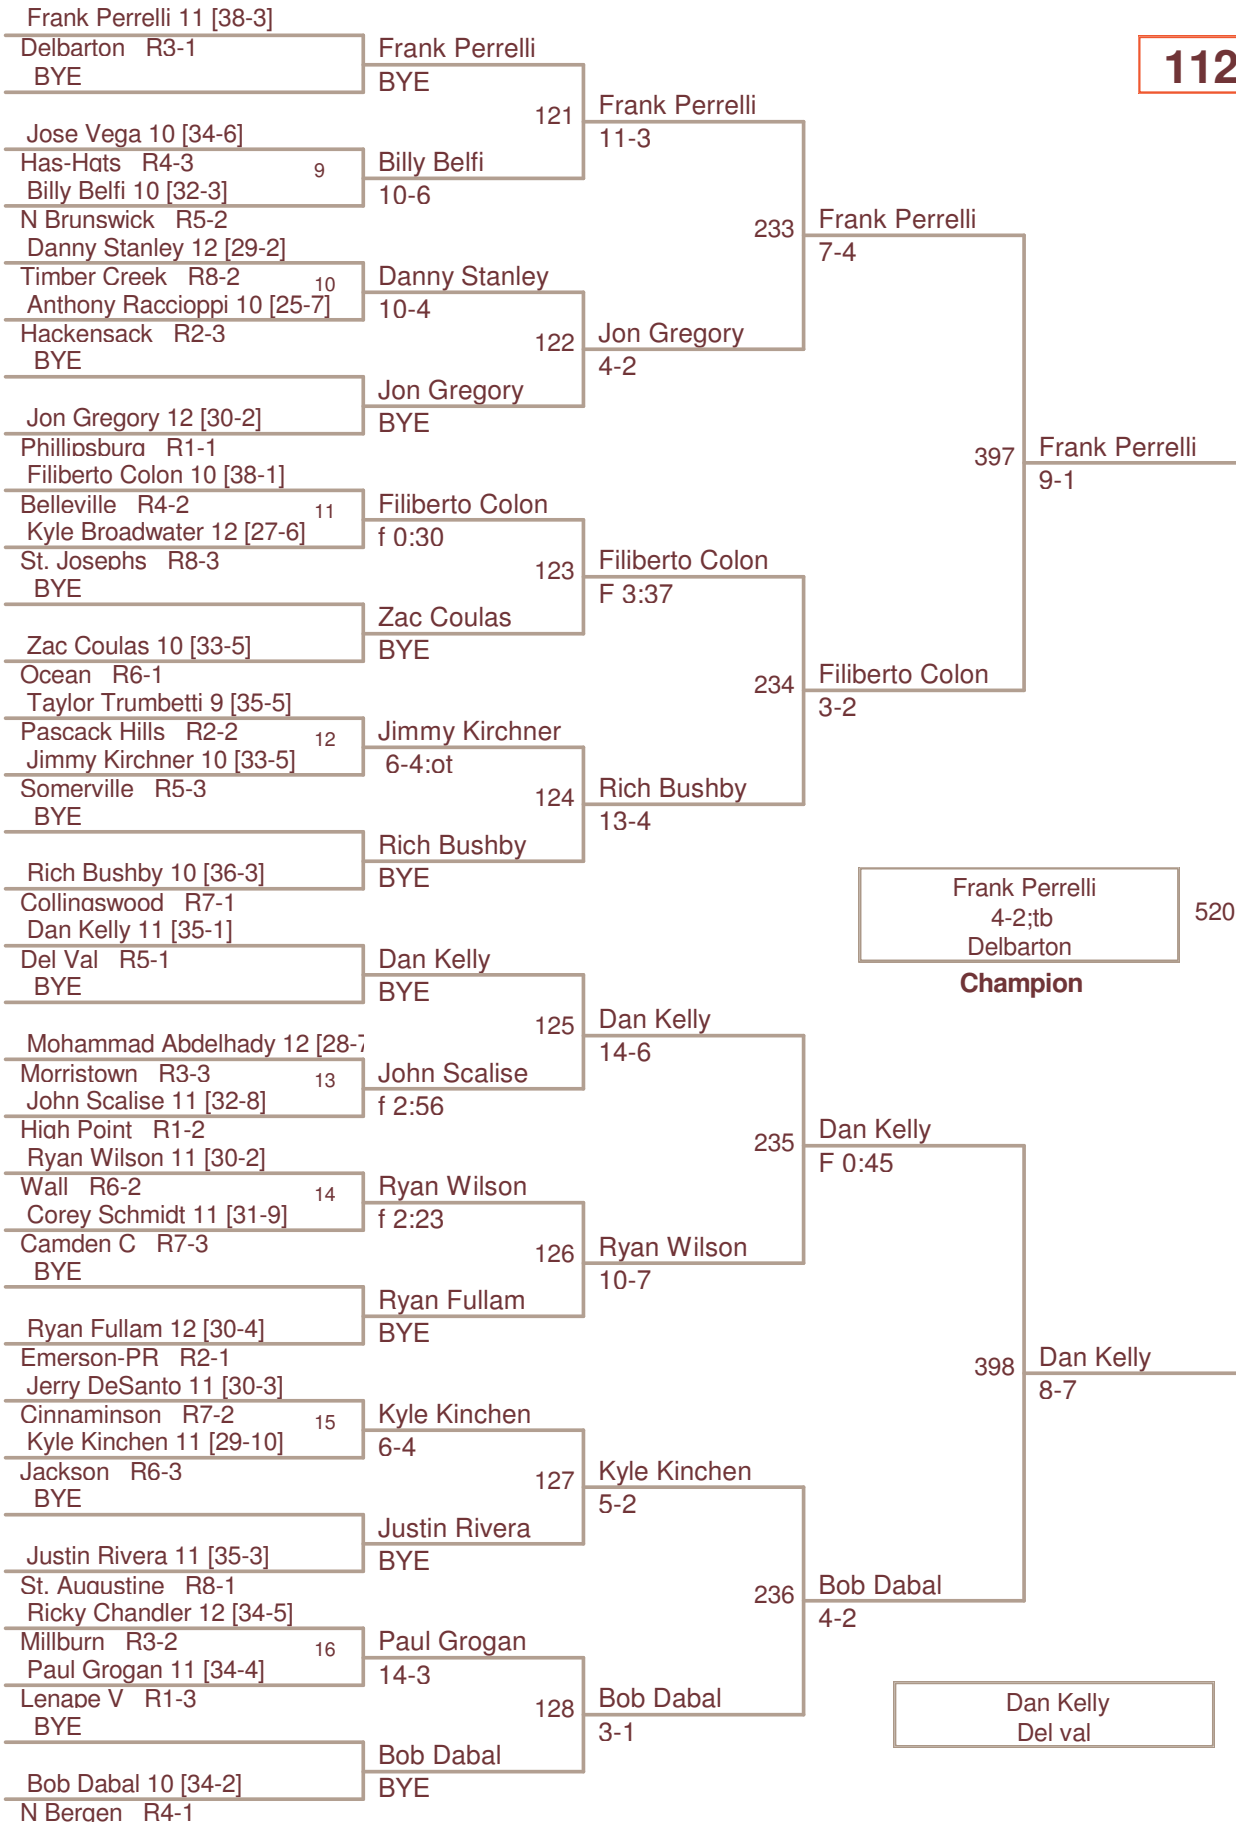 Frank Perrelli 11 [38-3]
Delbarton R3-1
BYE
Jose Vega 10 [34-6]
Has-Hgts R4-3
9
Billy Belfi 10 [32-3]
N Brunswick R5-2
Danny Stanley 12 [29-2]
Timber Creek R8-2
10
Anthony Raccioppi 10 [25-7]
Hackensack R2-3
BYE
Jon Gregory 12 [30-2]
Phillipsburg R1-1
Filiberto Colon 10 [38-1]
Belleville R4-2
11
Kyle Broadwater 12 [27-6]
St. Josephs R8-3
BYE
Zac Coulas 10 [33-5]
Ocean R6-1
Taylor Trumbetti 9 [35-5]
Pascack Hills R2-2
12
Jimmy Kirchner 10 [33-5]
Somerville R5-3
BYE
Rich Bushby 10 [36-3]
Collingswood R7-1
Dan Kelly 11 [35-1]
Del Val R5-1
BYE
Mohammad Abdelhady 12 [28-7
Morristown R3-3
13
John Scalise 11 [32-8]
High Point R1-2
Ryan Wilson 11 [30-2]
Wall R6-2
14
Corey Schmidt 11 [31-9]
Camden C R7-3
BYE
Ryan Fullam 12 [30-4]
Emerson-PR R2-1
Jerry DeSanto 11 [30-3]
Cinnaminson R7-2
15
Kyle Kinchen 11 [29-10]
Jackson R6-3
BYE
Justin Rivera 11 [35-3]
St. Augustine R8-1
Ricky Chandler 12 [34-5]
Millburn R3-2
16
Paul Grogan 11 [34-4]
Lenape V R1-3
BYE
Bob Dabal 10 [34-2]
N Bergen R4-1
Frank Perrelli
BYE
121
Billy Belfi
10-6
Danny Stanley
10-4
122
Jon Gregory
BYE
Filiberto Colon
f 0:30
123
Zac Coulas
BYE
Jimmy Kirchner
6-4:ot
124
Rich Bushby
BYE
Dan Kelly
BYE
125
John Scalise
f 2:56
Ryan Wilson
f 2:23
126
Ryan Fullam
BYE
Kyle Kinchen
6-4
127
Justin Rivera
BYE
Paul Grogan
14-3
128
Bob Dabal
BYE
Frank Perrelli
11-3
233
Jon Gregory
4-2
Filiberto Colon
F 3:37
234
Rich Bushby
13-4
Dan Kelly
14-6
235
Ryan Wilson
10-7
Kyle Kinchen
5-2
236
Bob Dabal
3-1
Frank Perrelli
7-4
397
Filiberto Colon
3-2
Dan Kelly
F 0:45
398
Bob Dabal
4-2
112
Frank Perrelli
9-1
Frank Perrelli
4-2;tb
Delbarton
520
Champion
Dan Kelly
8-7
Dan Kelly
Del val